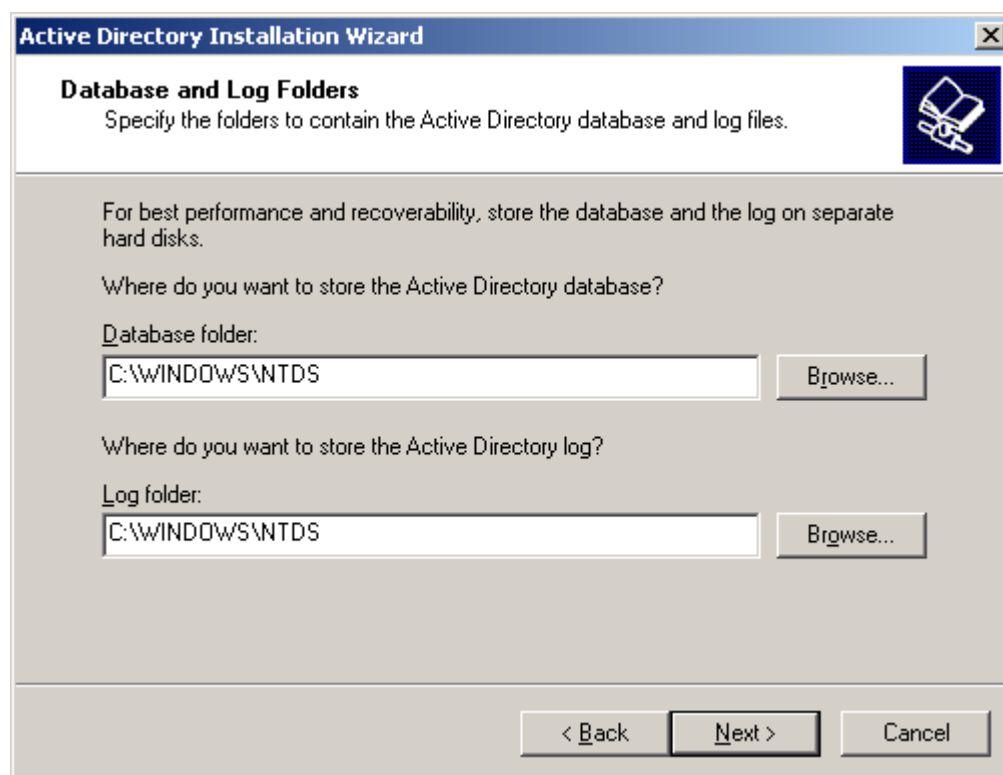 Active Directory Installation Wizard
Database and Log Folders
Specify the folders to contain the Active Directory database and log files.
For best performance and recoverability, store the database and the log on separate
hard disks.
Where do you want to store the Active Directory database?
Database folder:
C:\WINDOWS\NTDS
Browse...
Where do you want to store the Active Directory log?
Log folder:
C:\WINDOWS\NTDS
Browse...
< Back
Next >
Cancel